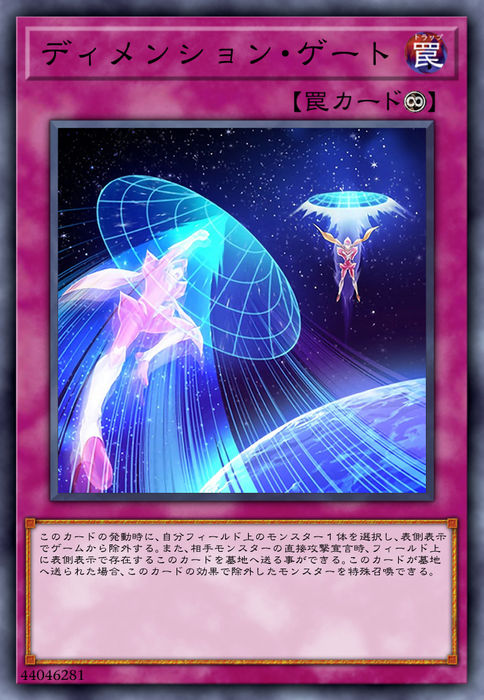 ディメンション・ゲート
トラップ
罠
【罠カード♾】
このカードの発動時に、自分フィールド上のモンスター１体を選択し、表側表示
でゲームから除外する。また、相手モンスターの直接攻撃宣言時、フィールド上
に表側表示で存在するこのカードを墓地へ送る事ができる。このカードが墓地
へ送られた場合、このカードの効果で除外したモンスターを特殊召喚できる。
44046281